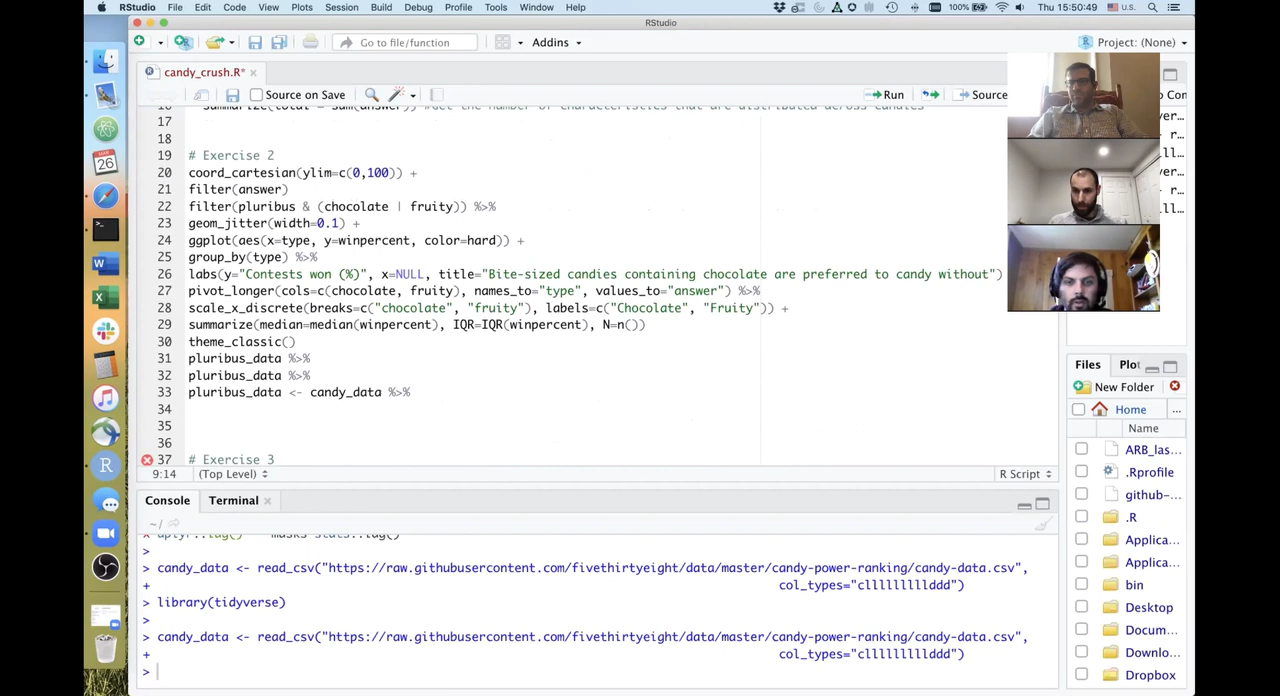 RStudio File Edit Code View Plots Session Build Debug Profile Tools Window Help 100% Thu 15:50:49 U.S.
RStudio
Go to file/function Addins Project: (None)
candy_crush.R*
Source on Save Run Source
17
18
19 # Exercise 2
20 coord_cartesian(ylim=c(0,100)) +
21 filter(answer)
22 filter(pluribus & (chocolate | fruity)) %>%
23 geom_jitter(width=0.1) +
24 ggplot(aes(x=type, y=winpercent, color=hard)) +
25 group_by(type) %>%
26 labs(y="Contests won (%)", x=NULL, title="Bite-sized candies containing chocolate are preferred to candy without")
27 pivot_longer(cols=c(chocolate, fruity), names_to="type", values_to="answer") %>%
28 scale_x_discrete(breaks=c("chocolate", "fruity"), labels=c("Chocolate", "Fruity")) +
29 summarize(median=median(winpercent), IQR=IQR(winpercent), N=n())
30 theme_classic()
31 pluribus_data %>%
32 pluribus_data %>%
33 pluribus_data <- candy_data %>%
34
35
36
37 # Exercise 3
9:14 (Top Level) R Script
Console Terminal
~/
>
> candy_data <- read_csv("https://raw.githubusercontent.com/fivethirtyeight/data/master/candy-power-ranking/candy-data.csv",
+ col_types="clllllllllddd")
> library(tidyverse)
>
> candy_data <- read_csv("https://raw.githubusercontent.com/fivethirtyeight/data/master/candy-power-ranking/candy-data.csv",
+ col_types="clllllllllddd")
>
Files Plot
New Folder
Home ...
Name
ARB_las...
.Rprofile
github-...
.R
Applica...
Applica...
bin
Desktop
Docum...
Downlo...
Dropbox